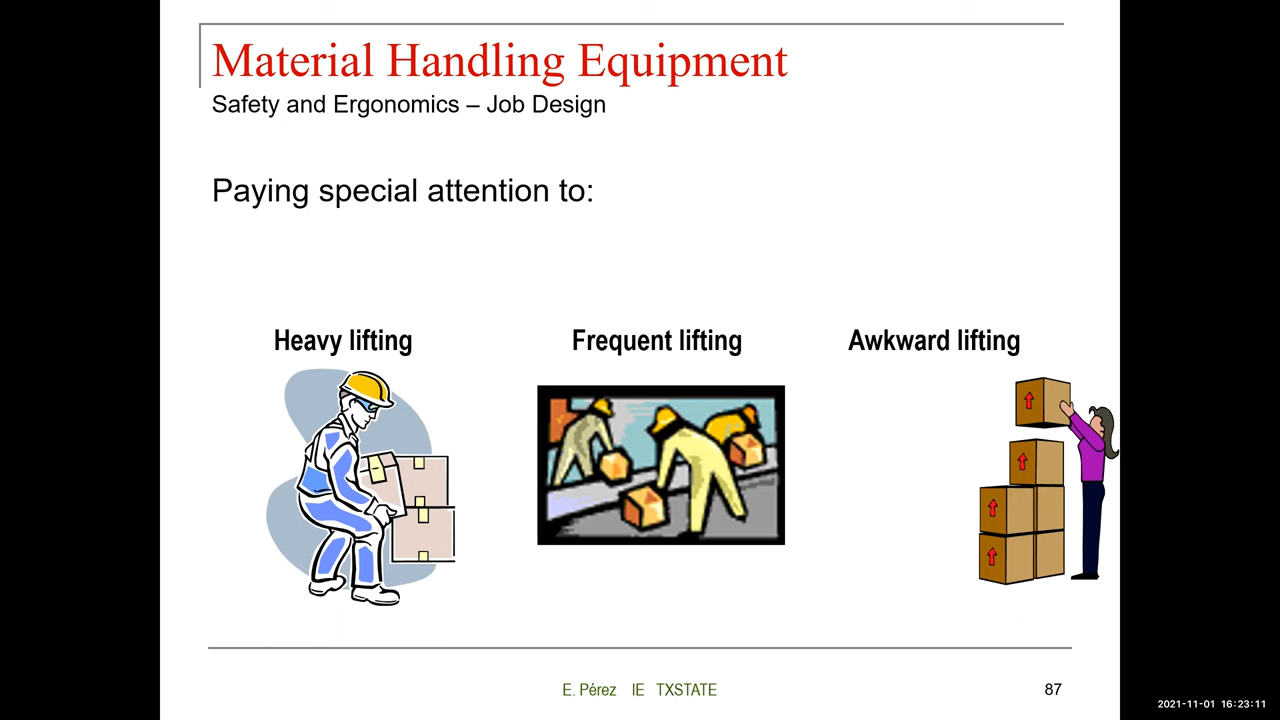 Material Handling Equipment
Safety and Ergonomics – Job Design
Paying special attention to:
Heavy lifting
Frequent lifting
Awkward lifting
E. Pérez IE TXSTATE
87
2021-11-01 16:23:11